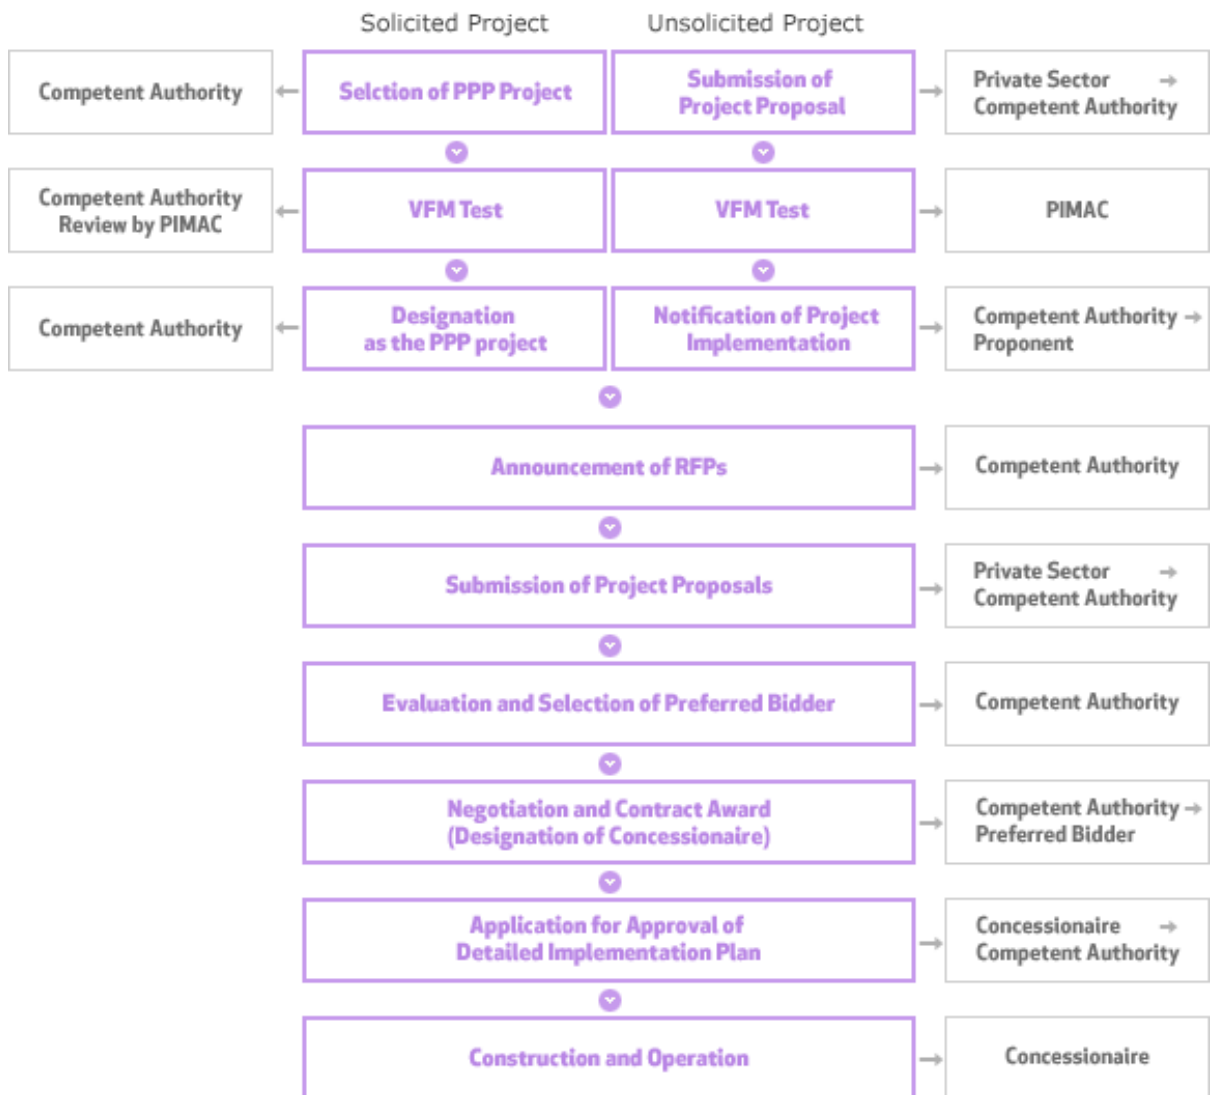 Solicited Project
Unsolicited Project
Competent Authority
←
Selction of PPP Project
Submission of
Project Proposal
→
Private Sector →
Competent Authority
Competent Authority
Review by PIMAC
←
VFM Test
VFM Test
→
PIMAC
Competent Authority
←
Designation
as the PPP project
Notification of Project
Implementation
→
Competent Authority →
Proponent
Announcement of RFPs
→
Competent Authority
Submission of Project Proposals
→
Private Sector →
Competent Authority
Evaluation and Selection of Preferred Bidder
→
Competent Authority
Negotiation and Contract Award
(Designation of Concessionaire)
→
Competent Authority →
Preferred Bidder
Application for Approval of
Detailed Implementation Plan
→
Concessionaire →
Competent Authority
Construction and Operation
→
Concessionaire